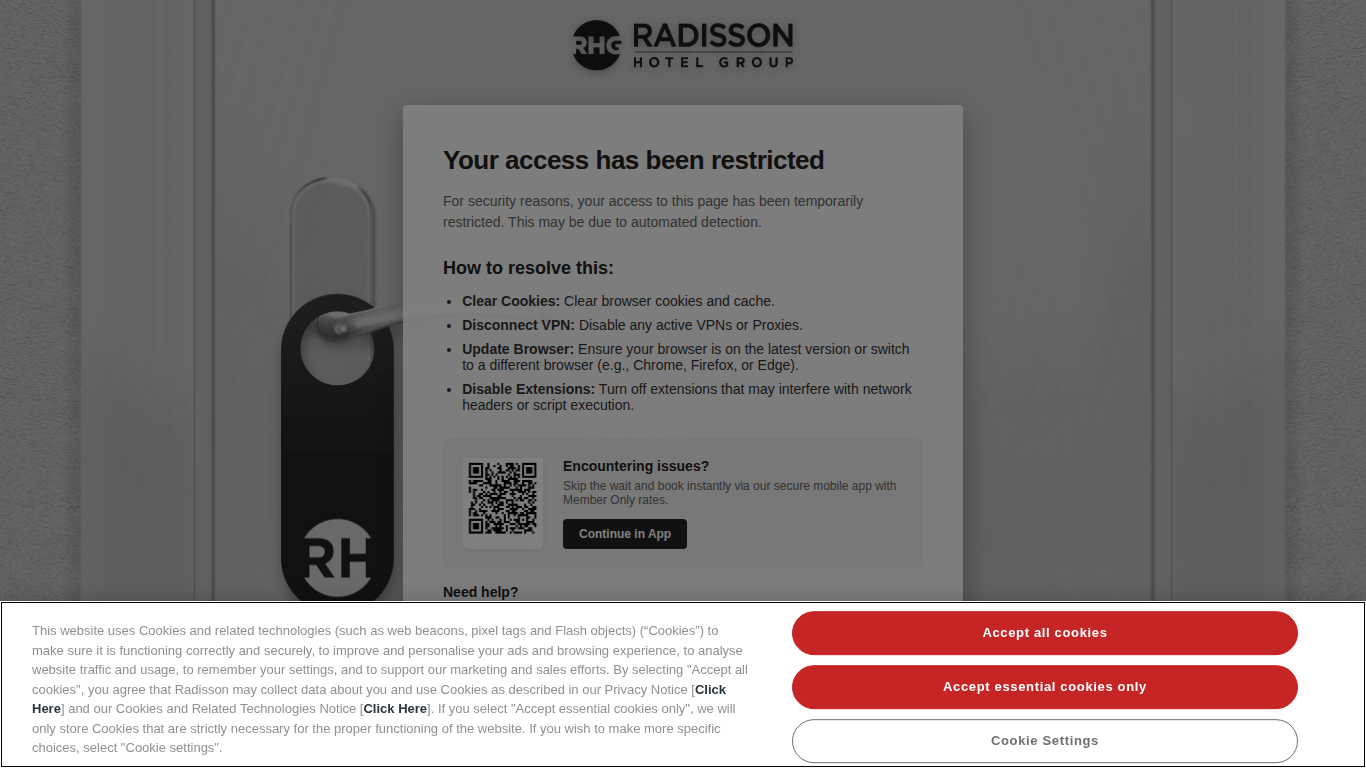 RHG RADISSON
HOTEL GROUP
Your access has been restricted
For security reasons, your access to this page has been temporarily
restricted. This may be due to automated detection.
How to resolve this:
• Clear Cookies: Clear browser cookies and cache.
• Disconnect VPN: Disable any active VPNs or Proxies.
• Update Browser: Ensure your browser is on the latest version or switch
to a different browser (e.g., Chrome, Firefox, or Edge).
• Disable Extensions: Turn off extensions that may interfere with network
headers or script execution.
Encountering issues?
Skip the wait and book instantly via our secure mobile app with
Member Only rates.
Continue in App
RH
Need help?
This website uses Cookies and related technologies (such as web beacons, pixel tags and Flash objects) (“Cookies”) to
make sure it is functioning correctly and securely, to improve and personalise your ads and browsing experience, to analyse
website traffic and usage, to remember your settings, and to support our marketing and sales efforts. By selecting "Accept all
cookies", you agree that Radisson may collect data about you and use Cookies as described in our Privacy Notice [Click
Here] and our Cookies and Related Technologies Notice [Click Here]. If you select "Accept essential cookies only", we will
only store Cookies that are strictly necessary for the proper functioning of the website. If you wish to make more specific
choices, select "Cookie settings".
Accept all cookies
Accept essential cookies only
Cookie Settings